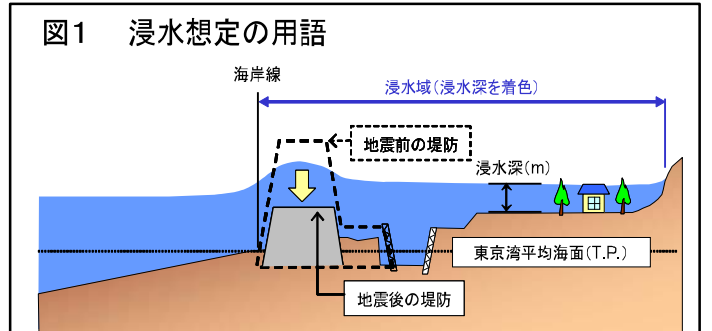 図1 浸水想定の用語
海岸線
浸水域(浸水深を着色)
地震前の堤防
浸水深(m)
東京湾平均海面(T.P.)
地震後の堤防